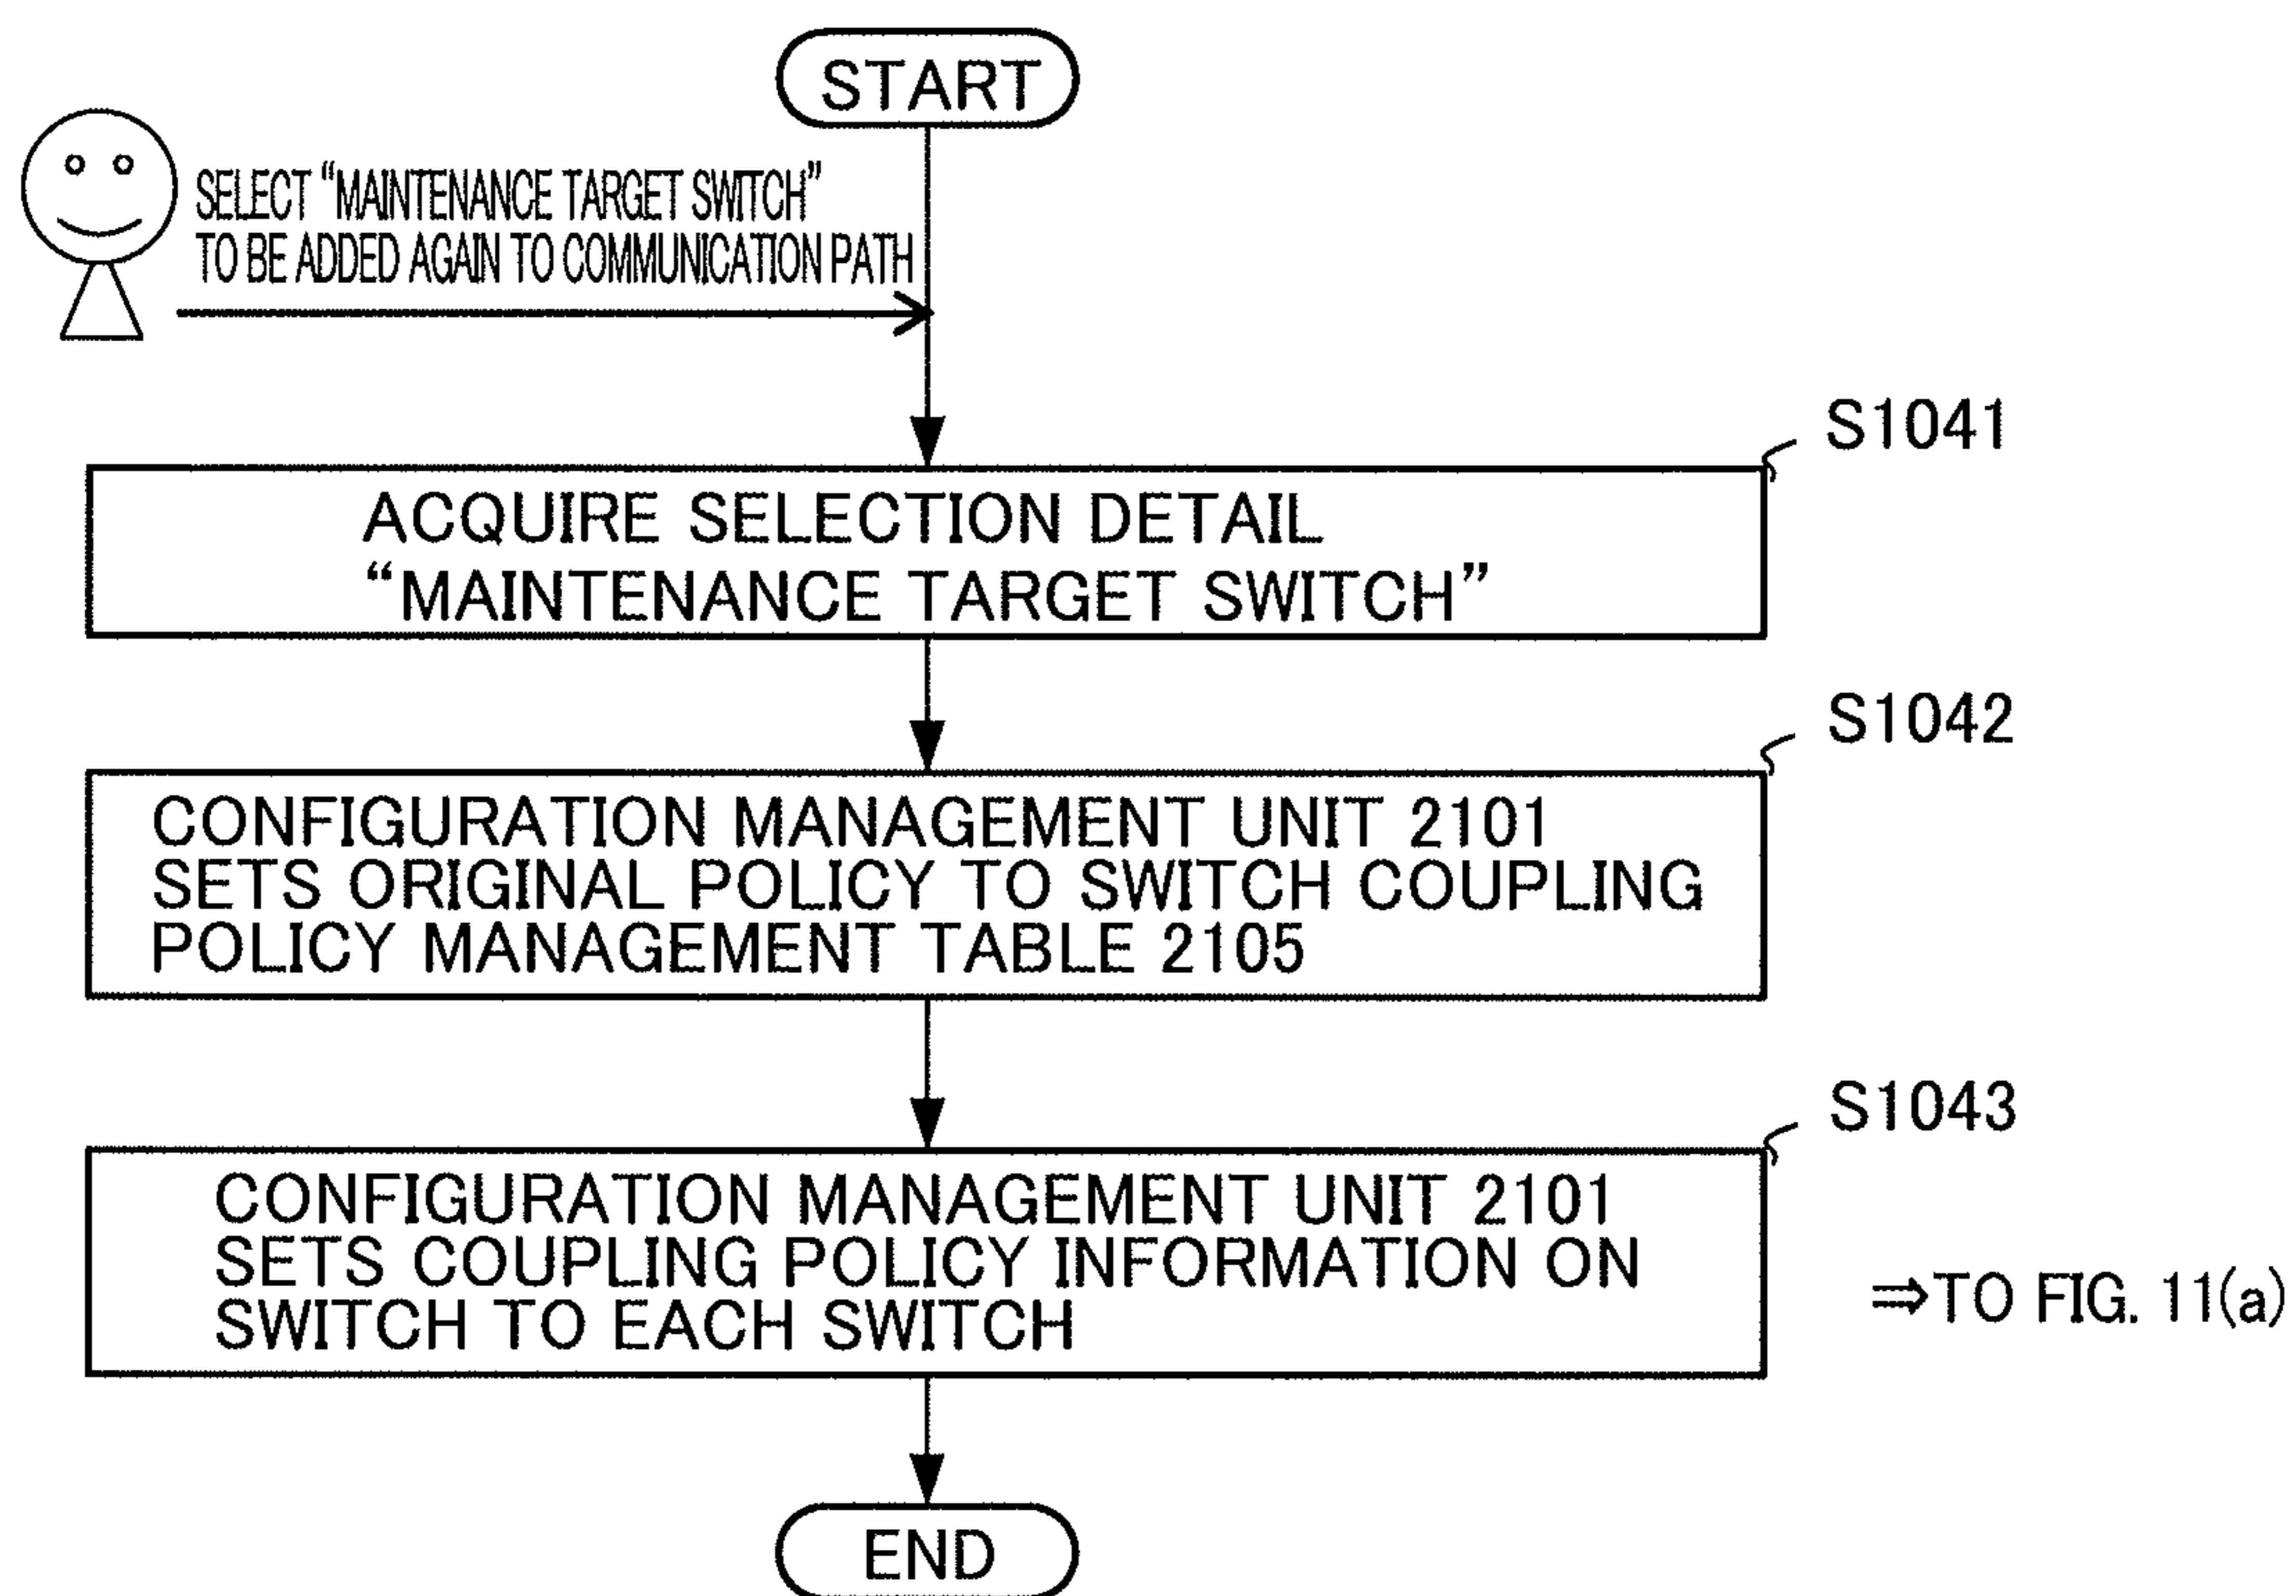 START
SELECT “MAINTENANCE TARGET SWITCH”
TO BE ADDED AGAIN TO COMMUNICATION PATH
S1041
ACQUIRE SELECTION DETAIL
“MAINTENANCE TARGET SWITCH”
S1042
CONFIGURATION MANAGEMENT UNIT 2101
SETS ORIGINAL POLICY TO SWITCH COUPLING
POLICY MANAGEMENT TABLE 2105
S1043
CONFIGURATION MANAGEMENT UNIT 2101
SETS COUPLING POLICY INFORMATION ON
SWITCH TO EACH SWITCH
⇒TO FIG. 11(a)
END